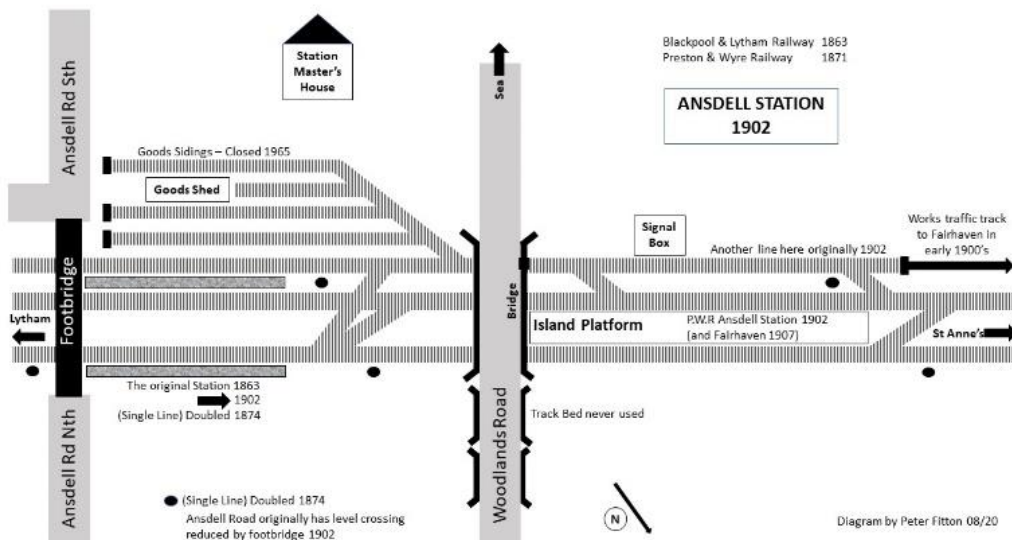 Ansdell Rd Sth
Station
Master's
House
Sea
Blackpool & Lytham Railway 1863
Preston & Wyre Railway 1871
ANSDELL STATION
1902
Goods Sidings – Closed 1965
Goods Shed
Signal
Box
Another line here originally 1902
Works traffic track
to Fairhaven in
early 1900's
Footbridge
Bridge
Lytham
Island Platform
P.W.R Ansdell Station 1902
(and Fairhaven 1907)
St Anne's
The original Station 1863
1902
(Single Line) Doubled 1874
Track Bed never used
Ansdell Rd Nth
Woodlands Road
(Single Line) Doubled 1874
Ansdell Road originally has level crossing
reduced by footbridge 1902
N
Diagram by Peter Fitton 08/20